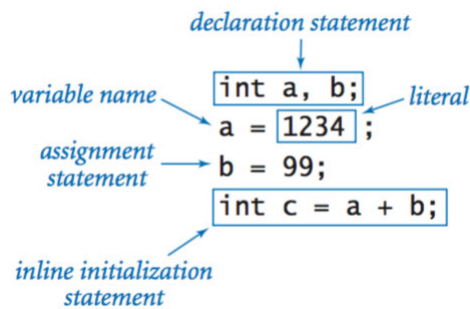 declaration statement
int a, b;
variable name
literal
a = 1234 ;
assignment
statement
b = 99;
int c = a + b;
inline initialization
statement